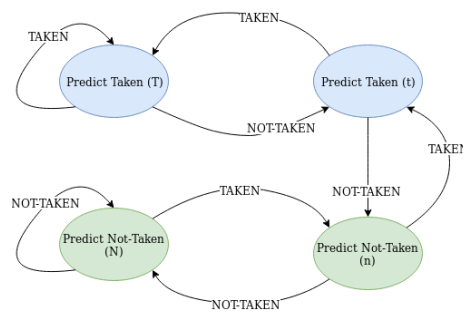 TAKEN
TAKEN
Predict Taken (T)
Predict Taken (t)
NOT-TAKEN
TAKEN
NOT-TAKEN
TAKEN
NOT-TAKEN
Predict Not-Taken
(N)
Predict Not-Taken
(n)
NOT-TAKEN